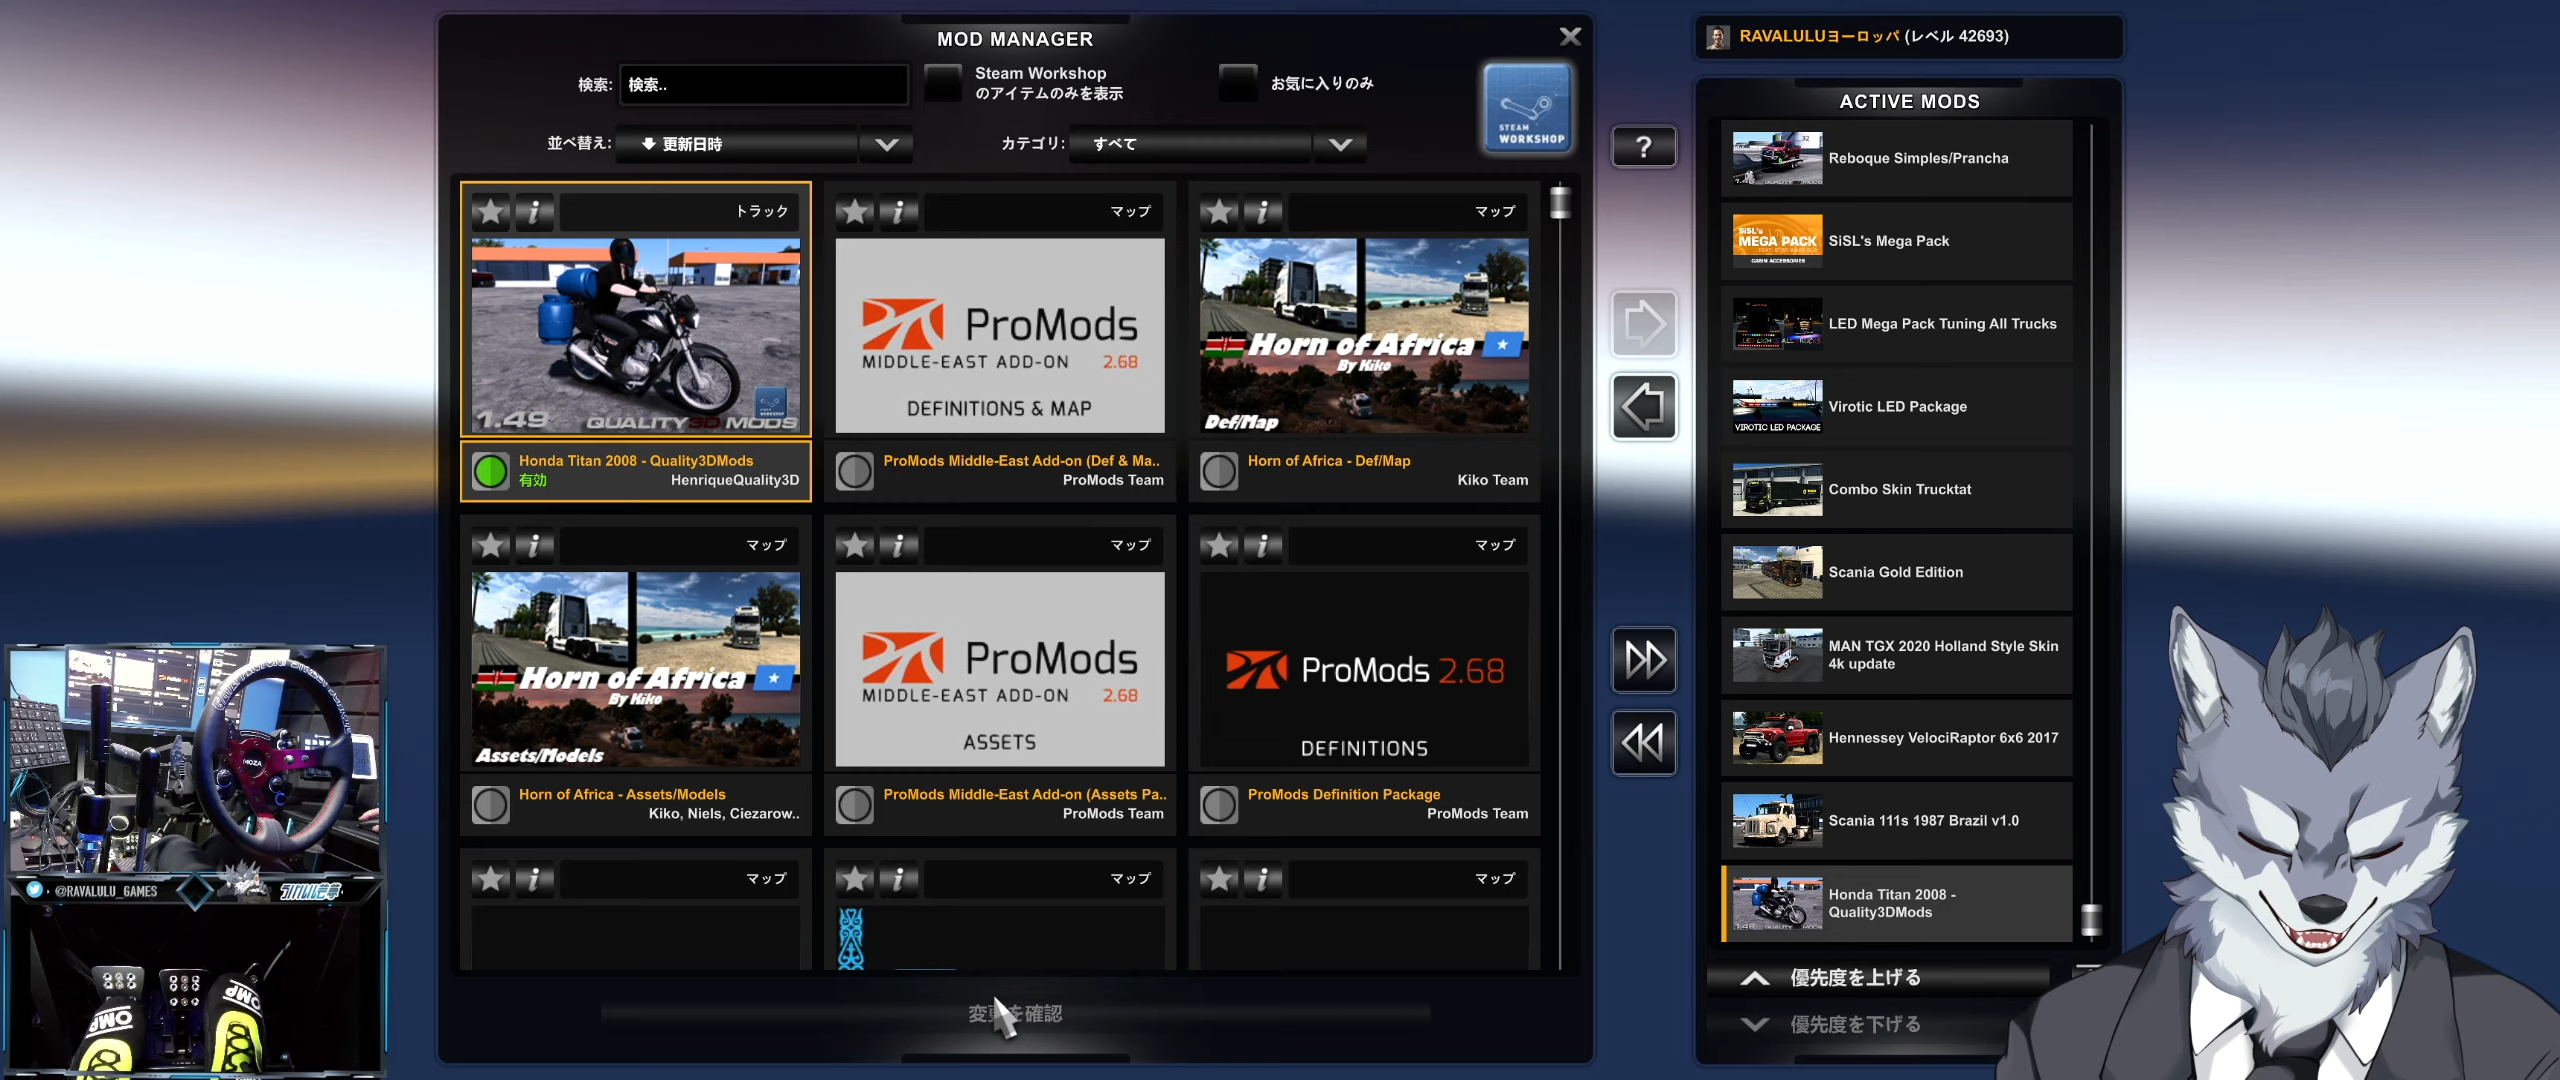 MOD MANAGER
検索:
検索..
Steam Workshop
のアイテムのみを表示
お気に入りのみ
STEAM
WORKSHOP
並べ替え:
更新日時
カテゴリ:
すべて
トラック
1.49 QUALITY3DMODS
Honda Titan 2008 - Quality3DMods
有効
HenriqueQuality3D
マップ
ProMods
MIDDLE-EAST ADD-ON 2.68
DEFINITIONS & MAP
ProMods Middle-East Add-on (Def & Ma..
ProMods Team
マップ
Horn of Africa
By Kiko
Def/Map
Horn of Africa - Def/Map
Kiko Team
マップ
Horn of Africa
By Kiko
Assets/Models
Horn of Africa - Assets/Models
Kiko, Niels, Ciezarow..
マップ
ProMods
MIDDLE-EAST ADD-ON 2.68
ASSETS
ProMods Middle-East Add-on (Assets Pa..
ProMods Team
マップ
ProMods 2.68
DEFINITIONS
ProMods Definition Package
ProMods Team
マップ
マップ
マップ
変更を確認
?
RAVALULUヨーロッパ (レベル 42693)
ACTIVE MODS
Reboque Simples/Prancha
SiSL's
MEGA PACK
CABIN ACCESSORIES
SiSL's Mega Pack
LED Mega Pack Tuning All Trucks
VIROTIC LED PACKAGE
Virotic LED Package
Combo Skin Trucktat
Scania Gold Edition
MAN TGX 2020 Holland Style Skin
4k update
Hennessey VelociRaptor 6x6 2017
Scania 111s 1987 Brazil v1.0
Honda Titan 2008 -
Quality3DMods
優先度を上げる
優先度を下げる
MOZA
@RAVALULU_GAMES
OMP
OMP